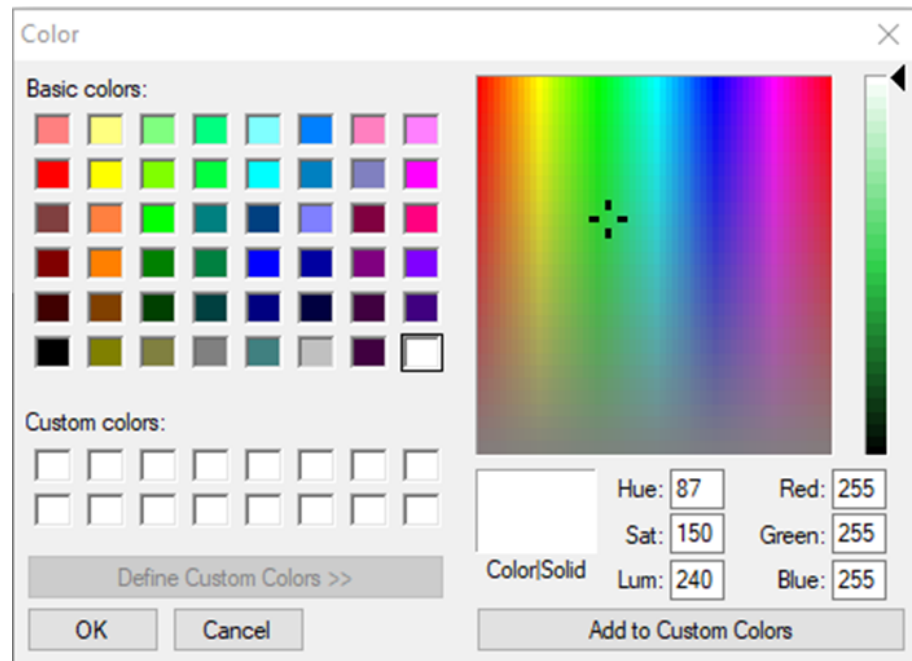 Color
Basic colors:
Custom colors:
Define Custom Colors >>
OK Cancel
Color|Solid
Hue: 87 Red: 255
Sat: 150 Green: 255
Lum: 240 Blue: 255
Add to Custom Colors